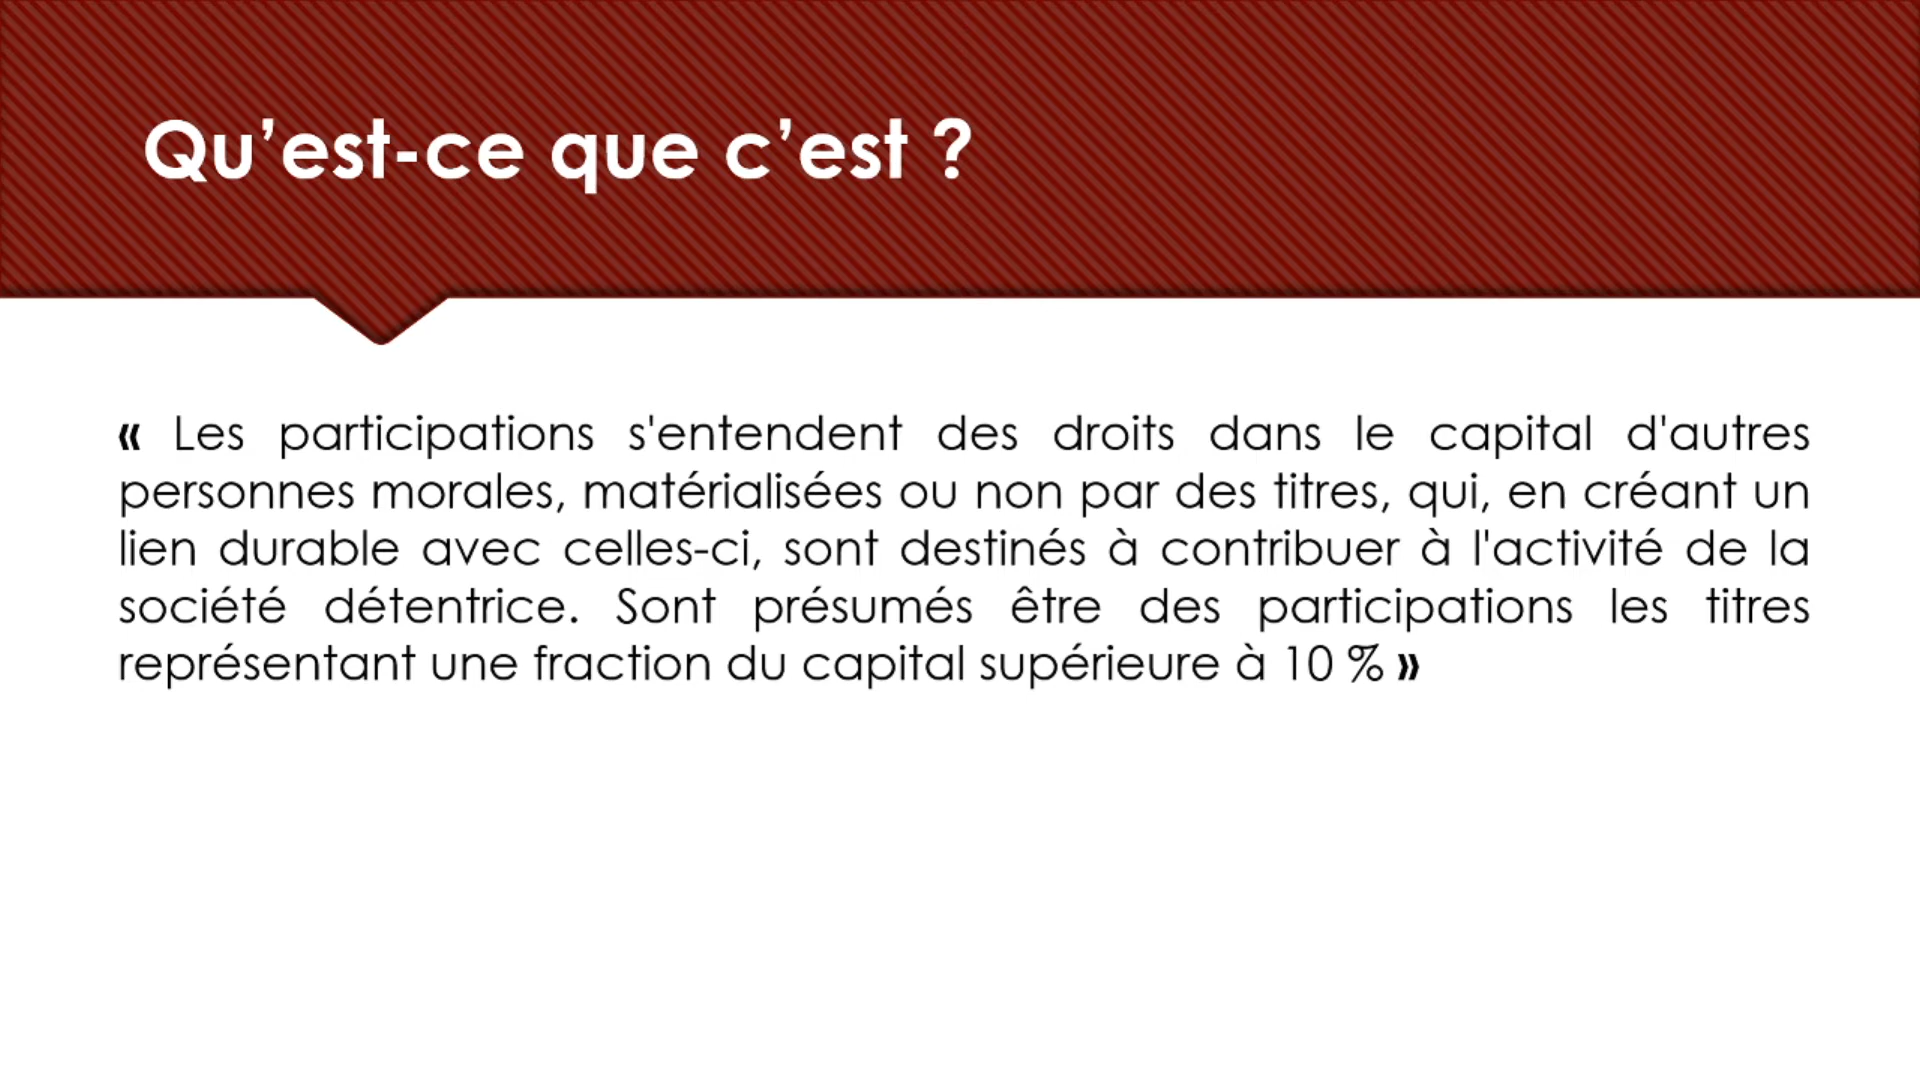 Qu’est-ce que c’est ?
« Les participations s'entendent des droits dans le capital d'autres
personnes morales, matérialisées ou non par des titres, qui, en créant un
lien durable avec celles-ci, sont destinés à contribuer à l'activité de la
société détentrice. Sont présumés être des participations les titres
représentant une fraction du capital supérieure à 10 % »